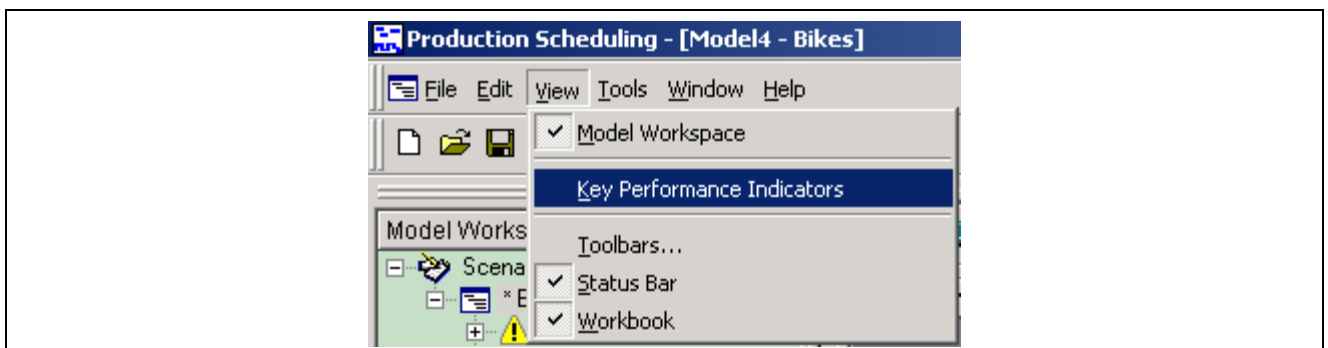 Production Scheduling - [Model4 - Bikes]
File Edit View Tools Window Help
Model Workspace
Key Performance Indicators
Model Works
Toolbars...
Scena
Status Bar
* E
Workbook